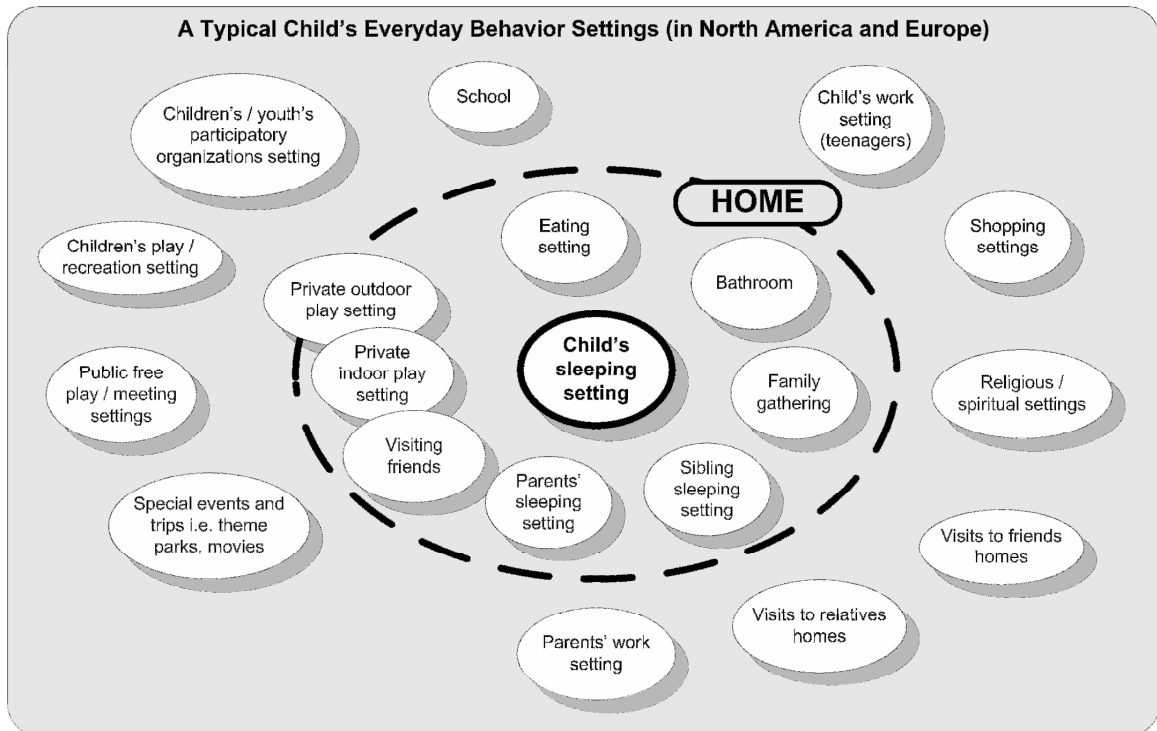 A Typical Child's Everyday Behavior Settings (in North America and Europe)
Children's / youth's
participatory
organizations setting
School
Child's work
setting
(teenagers)
HOME
Eating
setting
Shopping
settings
Children's play /
recreation setting
Private outdoor
play setting
Bathroom
Child's
sleeping
setting
Public free
play / meeting
settings
Private
indoor play
setting
Family
gathering
Religious /
spiritual settings
Visiting
friends
Parents'
sleeping
setting
Sibling
sleeping
setting
Special events and
trips i.e. theme
parks. movies
Visits to friends
homes
Visits to relatives
homes
Parents' work
setting